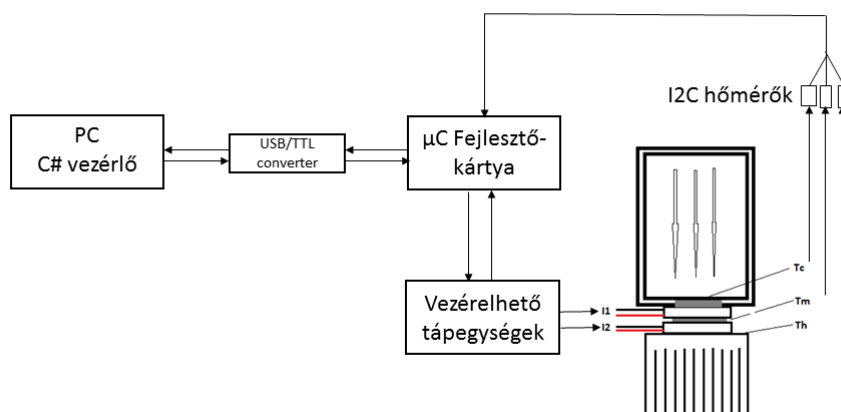 I2C hőmérők
PC
C# vezérlő
USB/TTL
converter
µC Fejlesztő-
kártya
Vezérelhető
tápegységek
I1
I2
Tc
Tm
Th